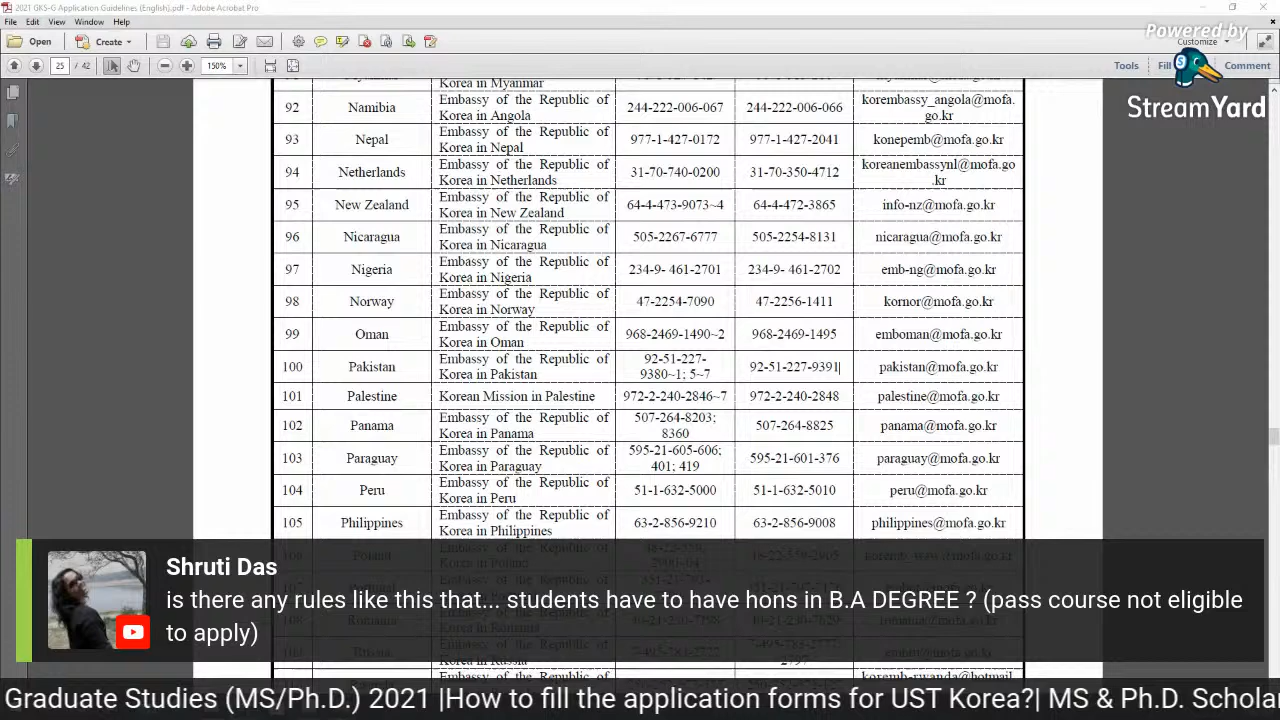 2021 GKS-G Application Guidelines (English).pdf - Adobe Acrobat Pro
File Edit View Window Help
Open Create Customize
25 / 42 150% Tools Fill Comment
Powered by
StreamYard
Korea in Myanmar
92 Namibia Embassy of the Republic of Korea in Angola 244-222-006-067 244-222-006-066 korembassy_angola@mofa.go.kr
93 Nepal Embassy of the Republic of Korea in Nepal 977-1-427-0172 977-1-427-2041 konepemb@mofa.go.kr
94 Netherlands Embassy of the Republic of Korea in Netherlands 31-70-740-0200 31-70-350-4712 koreanembassynl@mofa.go.kr
95 New Zealand Embassy of the Republic of Korea in New Zealand 64-4-473-9073~4 64-4-472-3865 info-nz@mofa.go.kr
96 Nicaragua Embassy of the Republic of Korea in Nicaragua 505-2267-6777 505-2254-8131 nicaragua@mofa.go.kr
97 Nigeria Embassy of the Republic of Korea in Nigeria 234-9- 461-2701 234-9- 461-2702 emb-ng@mofa.go.kr
98 Norway Embassy of the Republic of Korea in Norway 47-2254-7090 47-2256-1411 kornor@mofa.go.kr
99 Oman Embassy of the Republic of Korea in Oman 968-2469-1490~2 968-2469-1495 emboman@mofa.go.kr
100 Pakistan Embassy of the Republic of Korea in Pakistan 92-51-227-9380~1; 5~7 92-51-227-9391 pakistan@mofa.go.kr
101 Palestine Korean Mission in Palestine 972-2-240-2846~7 972-2-240-2848 palestine@mofa.go.kr
102 Panama Embassy of the Republic of Korea in Panama 507-264-8203; 8360 507-264-8825 panama@mofa.go.kr
103 Paraguay Embassy of the Republic of Korea in Paraguay 595-21-605-606; 401; 419 595-21-601-376 paraguay@mofa.go.kr
104 Peru Embassy of the Republic of Korea in Peru 51-1-632-5000 51-1-632-5010 peru@mofa.go.kr
105 Philippines Embassy of the Republic of Korea in Philippines 63-2-856-9210 63-2-856-9008 philippines@mofa.go.kr
Shruti Das
is there any rules like this that... students have to have hons in B.A DEGREE ? (pass course not eligible
to apply)
Graduate Studies (MS/Ph.D.) 2021 |How to fill the application forms for UST Korea?| MS & Ph.D. Schola